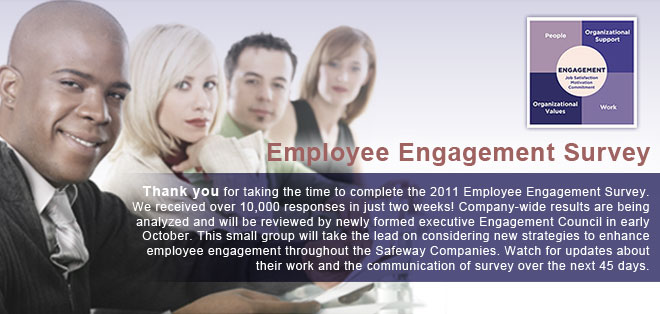 People
Organizational
Support
ENGAGEMENT
Job Satisfaction
Motivation
Commitment
Organizational
Values
Work
Employee Engagement Survey
Thank you for taking the time to complete the 2011 Employee Engagement Survey.
We received over 10,000 responses in just two weeks! Company-wide results are being
analyzed and will be reviewed by newly formed executive Engagement Council in early
October. This small group will take the lead on considering new strategies to enhance
employee engagement throughout the Safeway Companies. Watch for updates about
their work and the communication of survey over the next 45 days.